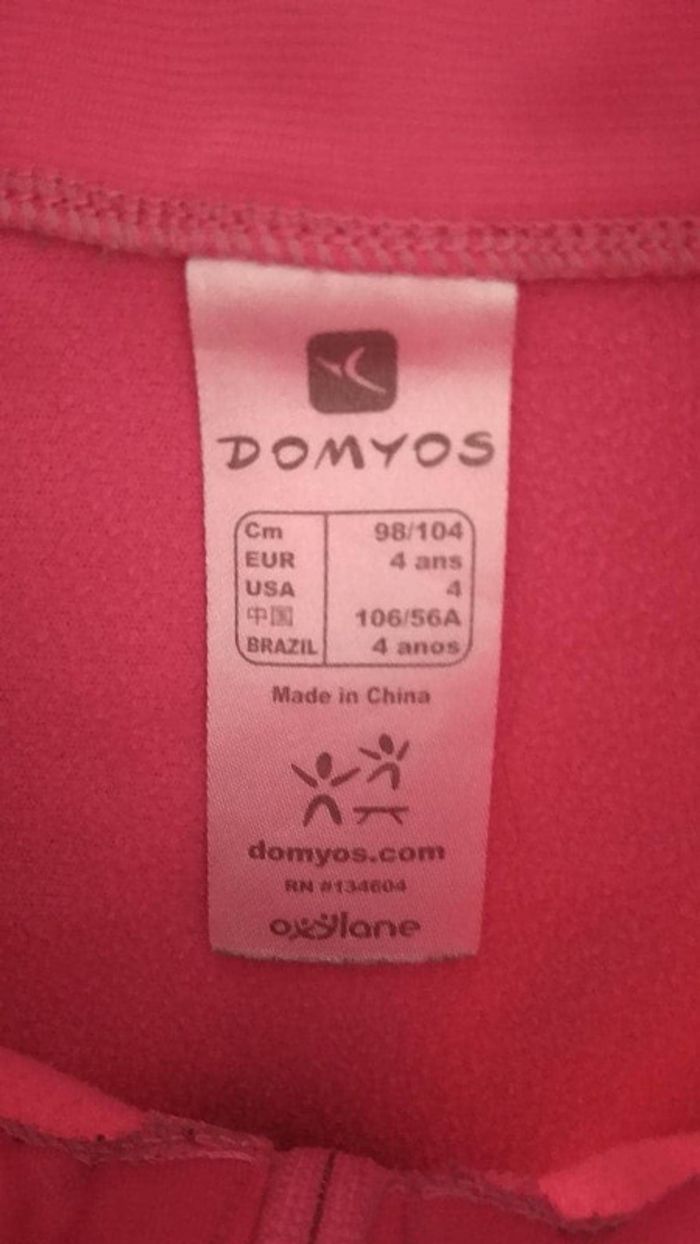 DOMYOS
Cm 98/104
EUR 4 ans
USA 4
中国 106/56A
BRAZIL 4 anos
Made in China
domyos.com
RN #134604
oxylane